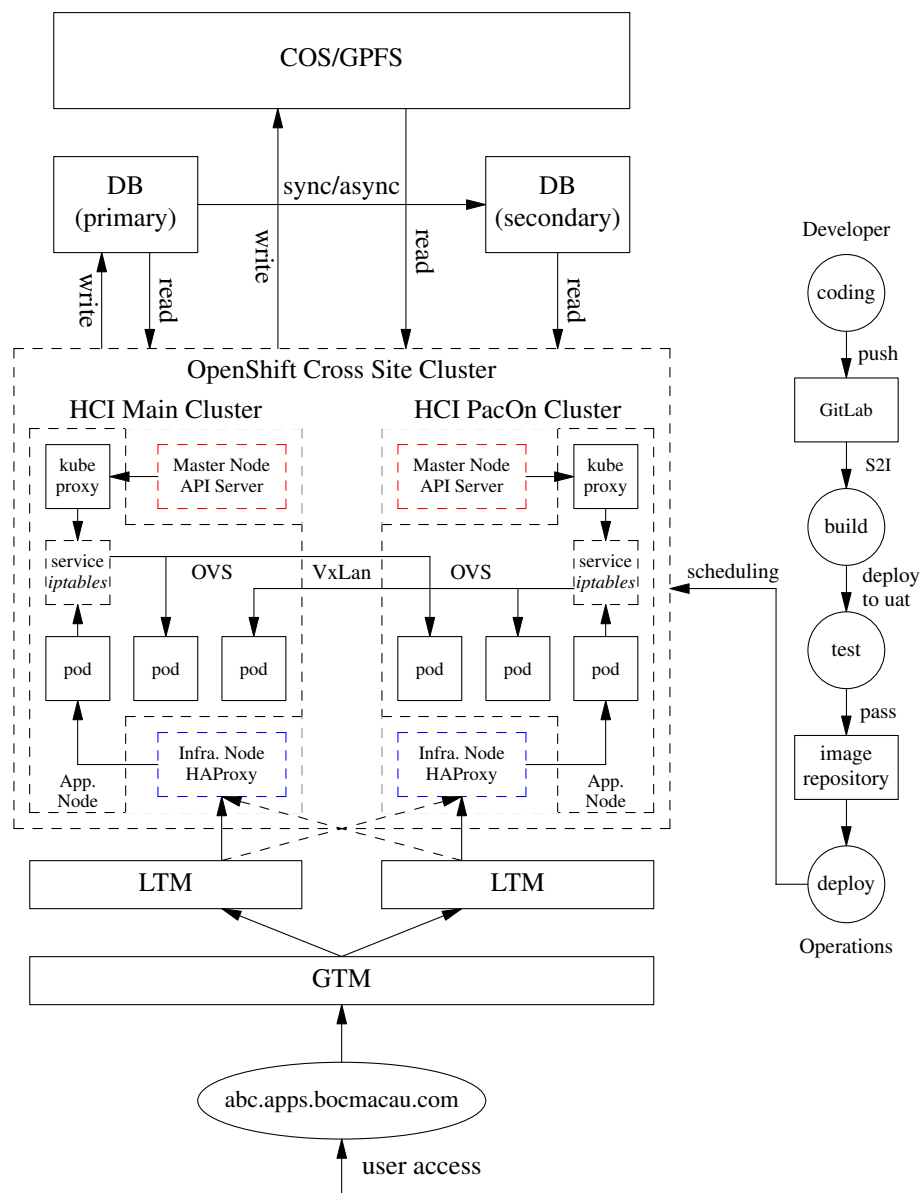 COS/GPFS
DB
(primary)
sync/async
DB
(secondary)
write
read
write
read
read
OpenShift Cross Site Cluster
HCI Main Cluster
HCI PacOn Cluster
kube
proxy
Master Node
API Server
Master Node
API Server
kube
proxy
service
iptables
OVS
VxLan
OVS
service
iptables
pod
pod
pod
pod
pod
pod
Infra. Node
HAProxy
Infra. Node
HAProxy
App.
Node
App.
Node
LTM
LTM
GTM
abc.apps.bocmacau.com
user access
Developer
coding
push
GitLab
S2I
build
deploy
to uat
scheduling
test
pass
image
repository
deploy
Operations